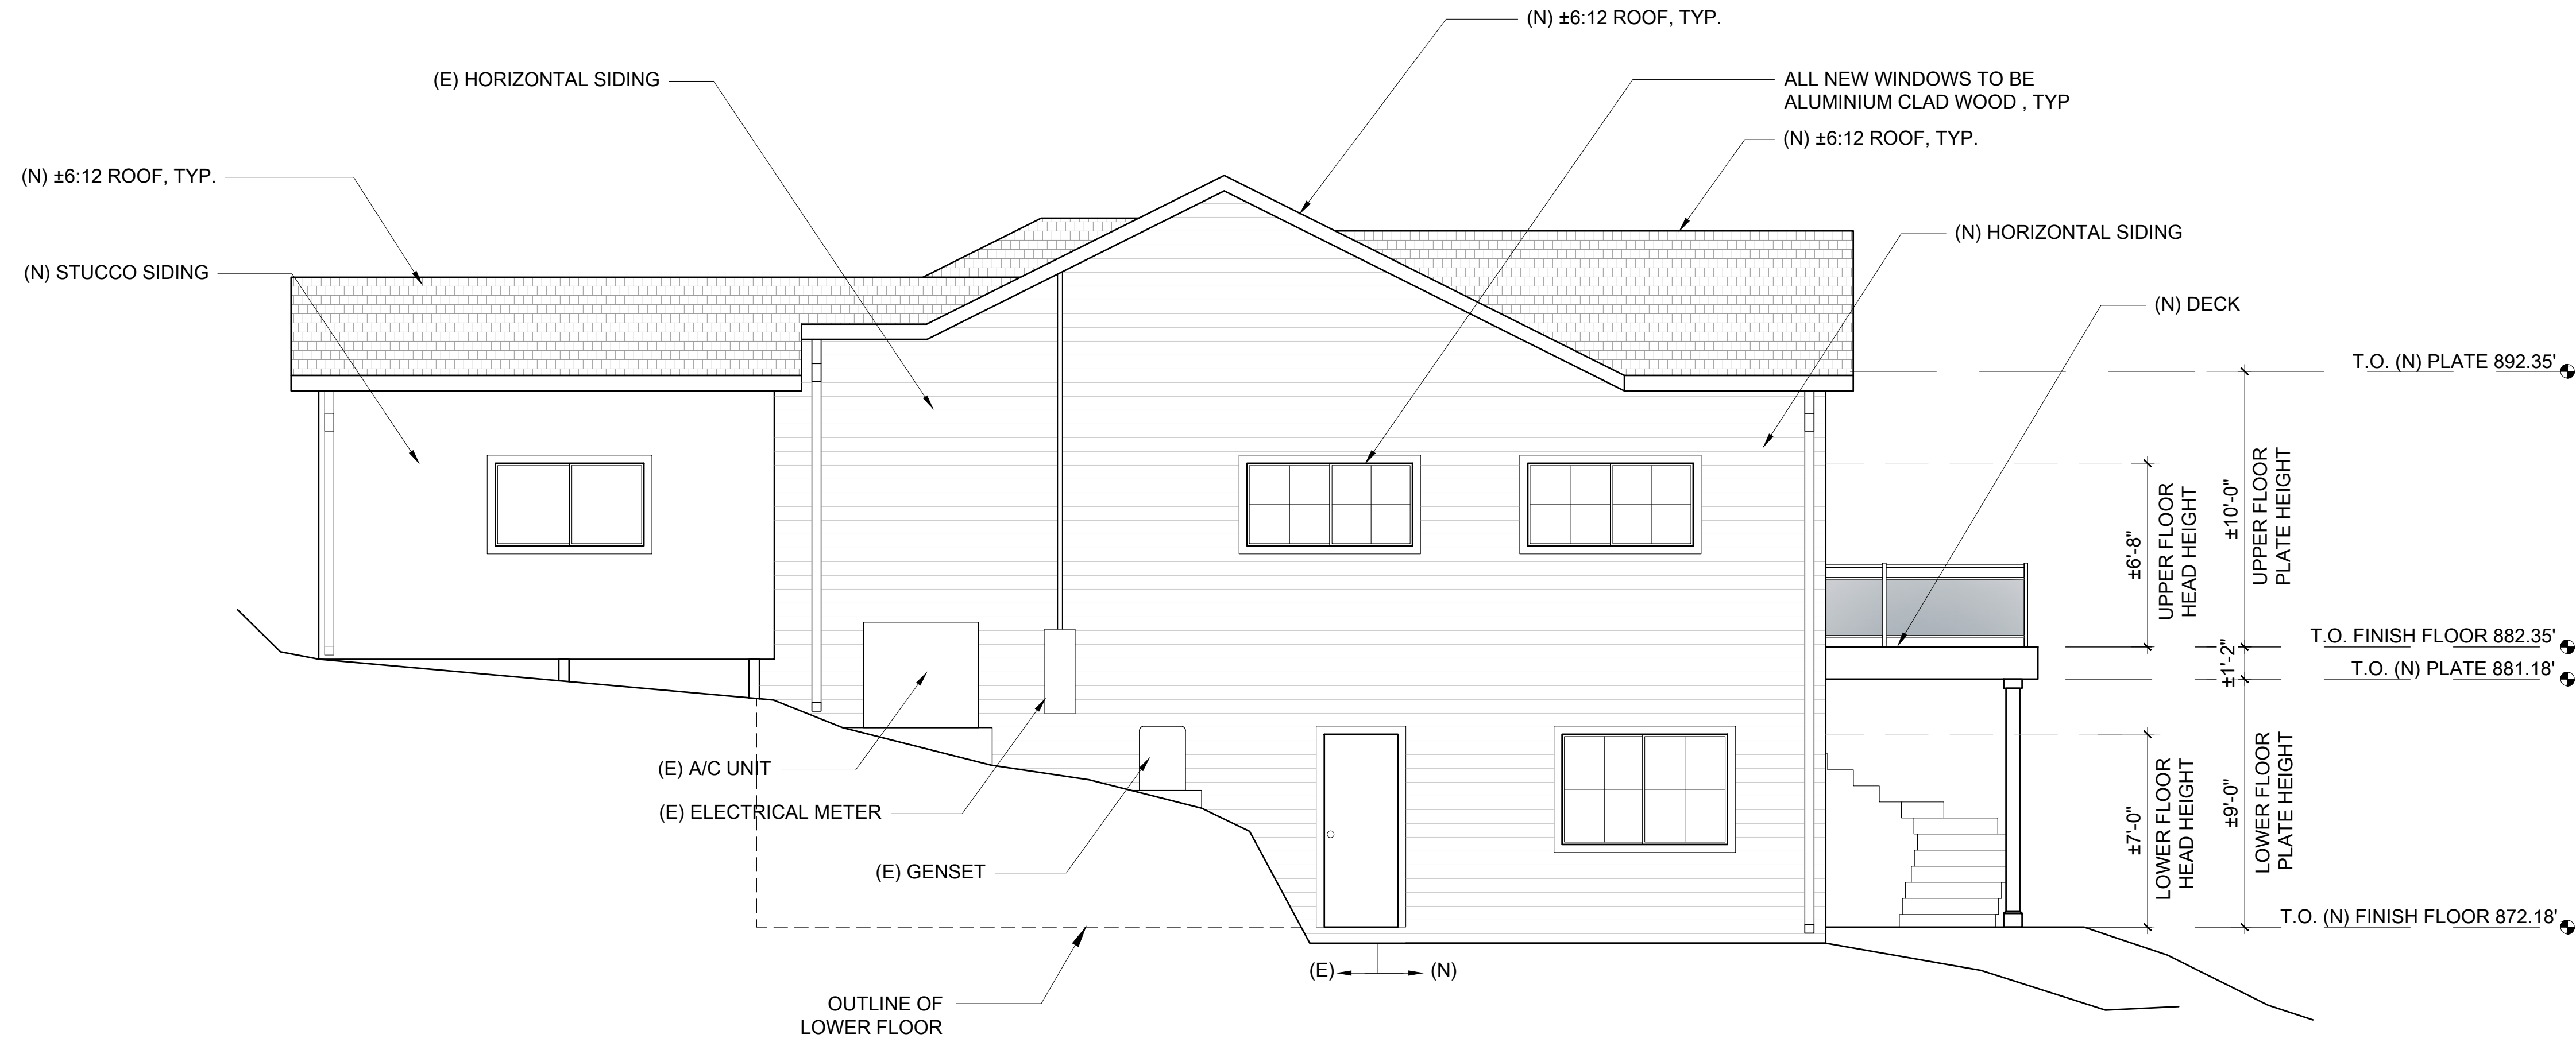 (N) ±6:12 ROOF, TYP.
(E) HORIZONTAL SIDING
ALL NEW WINDOWS TO BE
ALUMINIUM CLAD WOOD , TYP
(N) ±6:12 ROOF, TYP.
(N) ±6:12 ROOF, TYP.
(N) HORIZONTAL SIDING
(N) STUCCO SIDING
(N) DECK
T.O. (N) PLATE 892.35'
±6'-8"
UPPER FLOOR
HEAD HEIGHT
±10'-0"
UPPER FLOOR
PLATE HEIGHT
T.O. FINISH FLOOR 882.35'
±1'-2"
T.O. (N) PLATE 881.18'
(E) A/C UNIT
(E) ELECTRICAL METER
(E) GENSET
±7'-0"
LOWER FLOOR
HEAD HEIGHT
±9'-0"
LOWER FLOOR
PLATE HEIGHT
T.O. (N) FINISH FLOOR 872.18'
(E)
(N)
OUTLINE OF
LOWER FLOOR